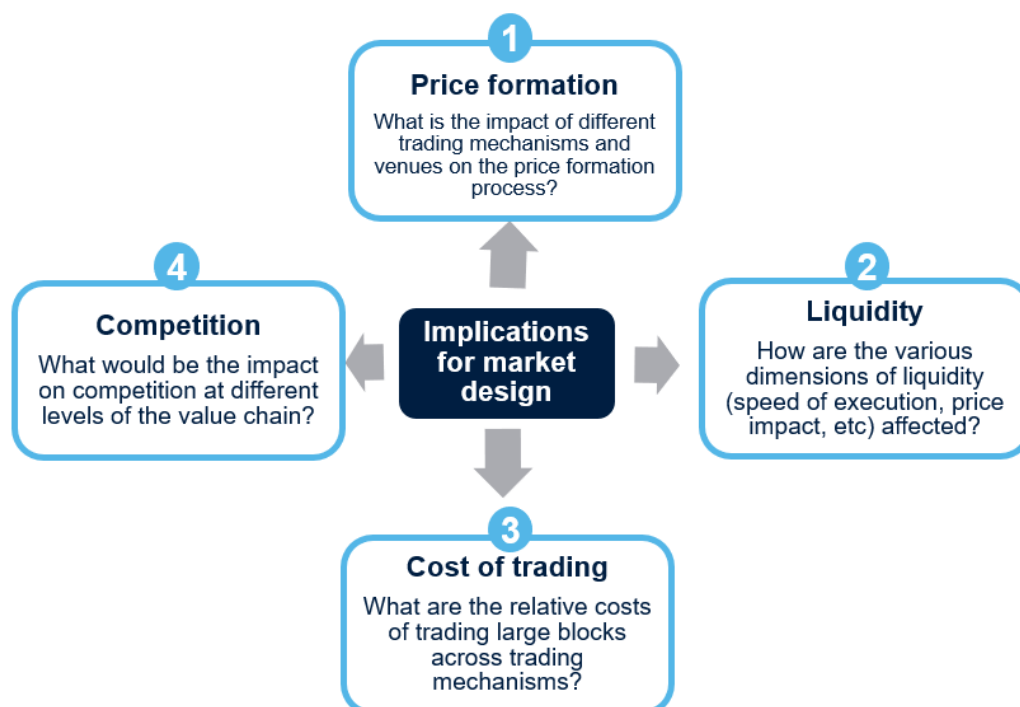 1
Price formation
What is the impact of different
trading mechanisms and
venues on the price formation
process?
2
Liquidity
How are the various
dimensions of liquidity
(speed of execution, price
impact, etc) affected?
3
Cost of trading
What are the relative costs
of trading large blocks
across trading
mechanisms?
4
Competition
What would be the impact
on competition at different
levels of the value chain?
Implications
for market
design